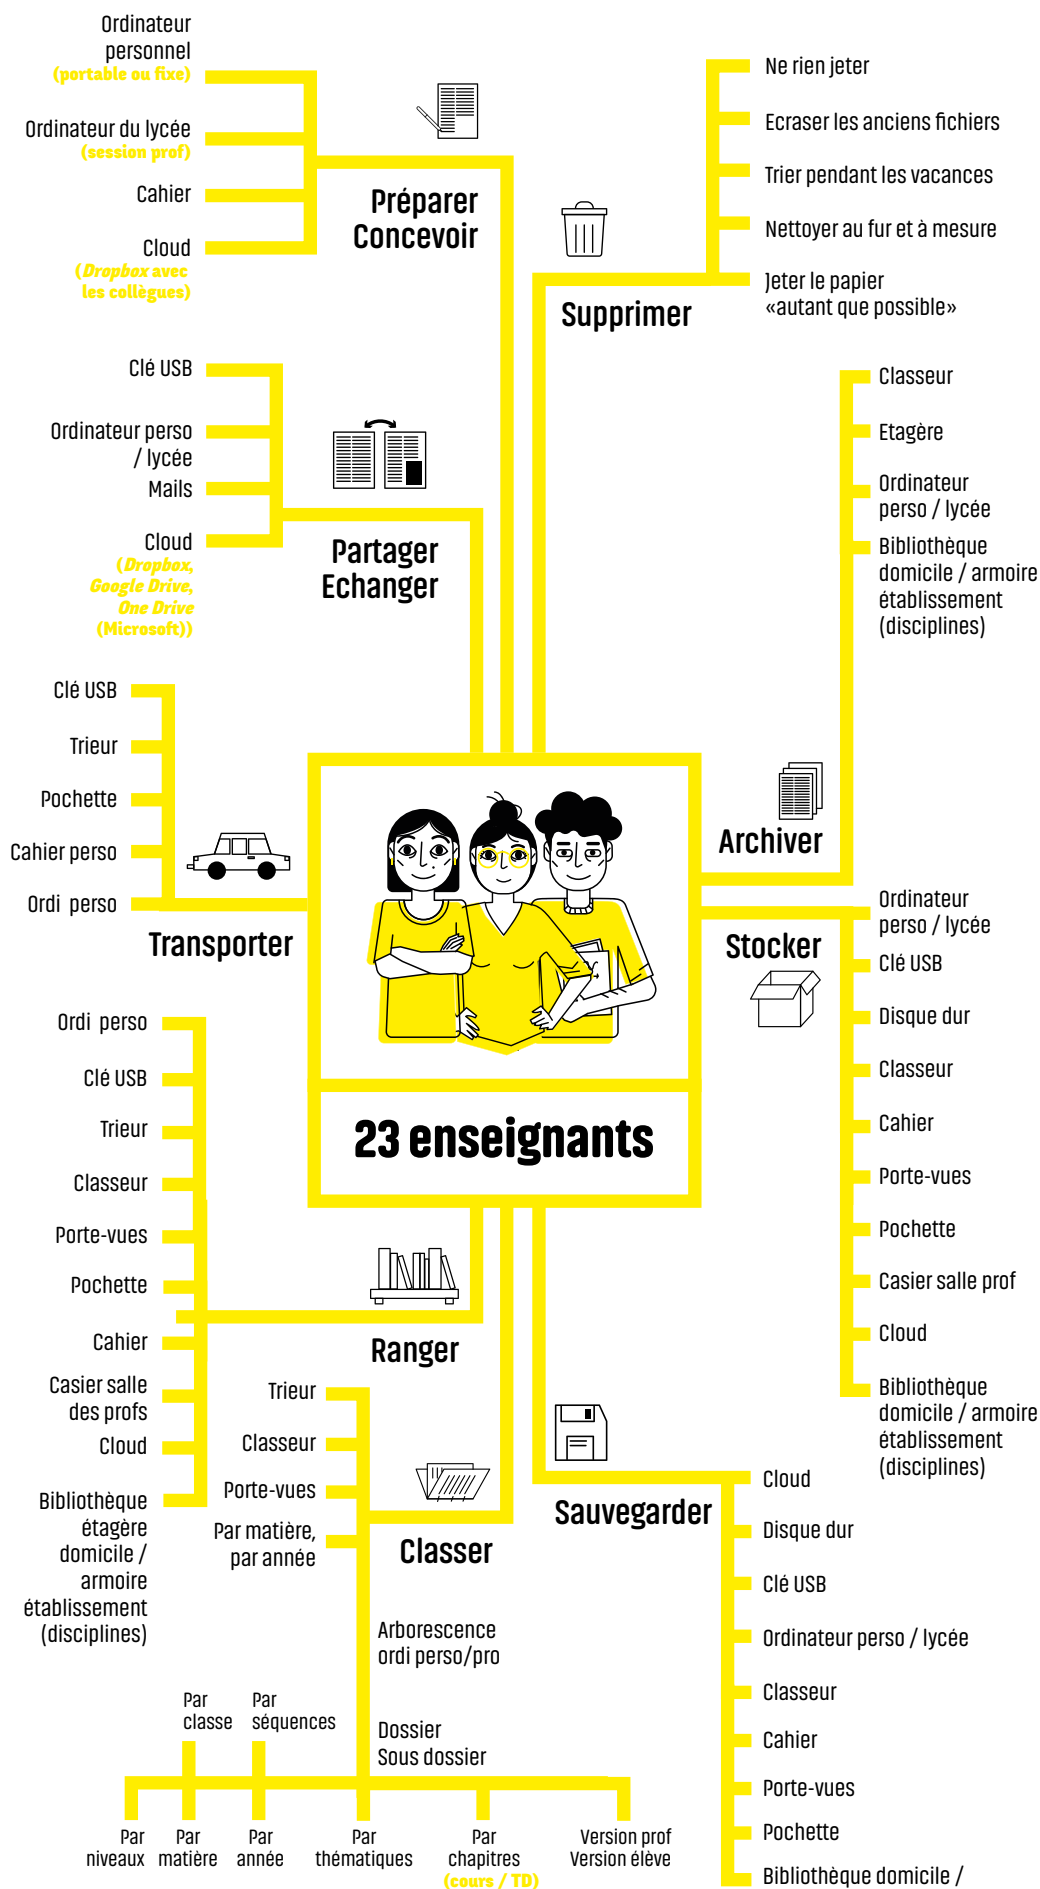 Ordinateur
personnel
(portable ou fixe)
Ordinateur du lycée
(session prof)
Cahier
Cloud
(Dropbox avec
les collègues)
Préparer
Concevoir
Ne rien jeter
Ecraser les anciens fichiers
Trier pendant les vacances
Nettoyer au fur et à mesure
Jeter le papier
«autant que possible»
Supprimer
Clé USB
Ordinateur perso
/ lycée
Mails
Cloud
(Dropbox,
Google Drive,
One Drive
(Microsoft))
Partager
Echanger
Classeur
Etagère
Ordinateur
perso / lycée
Bibliothèque
domicile / armoire
établissement
(disciplines)
Archiver
Clé USB
Trieur
Pochette
Cahier perso
Ordi perso
Transporter
Ordinateur
perso / lycée
Clé USB
Disque dur
Classeur
Cahier
Porte-vues
Pochette
Casier salle prof
Cloud
Bibliothèque
domicile / armoire
établissement
(disciplines)
Stocker
23 enseignants
Ordi perso
Clé USB
Trieur
Classeur
Porte-vues
Pochette
Cahier
Casier salle
des profs
Cloud
Bibliothèque
étagère
domicile /
armoire
établissement
(disciplines)
Ranger
Trieur
Classeur
Porte-vues
Par matière,
par année
Classer
Arborescence
ordi perso/pro
Dossier
Sous dossier
Par
classe
Par
séquences
Par
niveaux
Par
matière
Par
année
Par
thématiques
Par
chapitres
(cours / TD)
Version prof
Version élève
Sauvegarder
Cloud
Disque dur
Clé USB
Ordinateur perso / lycée
Classeur
Cahier
Porte-vues
Pochette
Bibliothèque domicile /